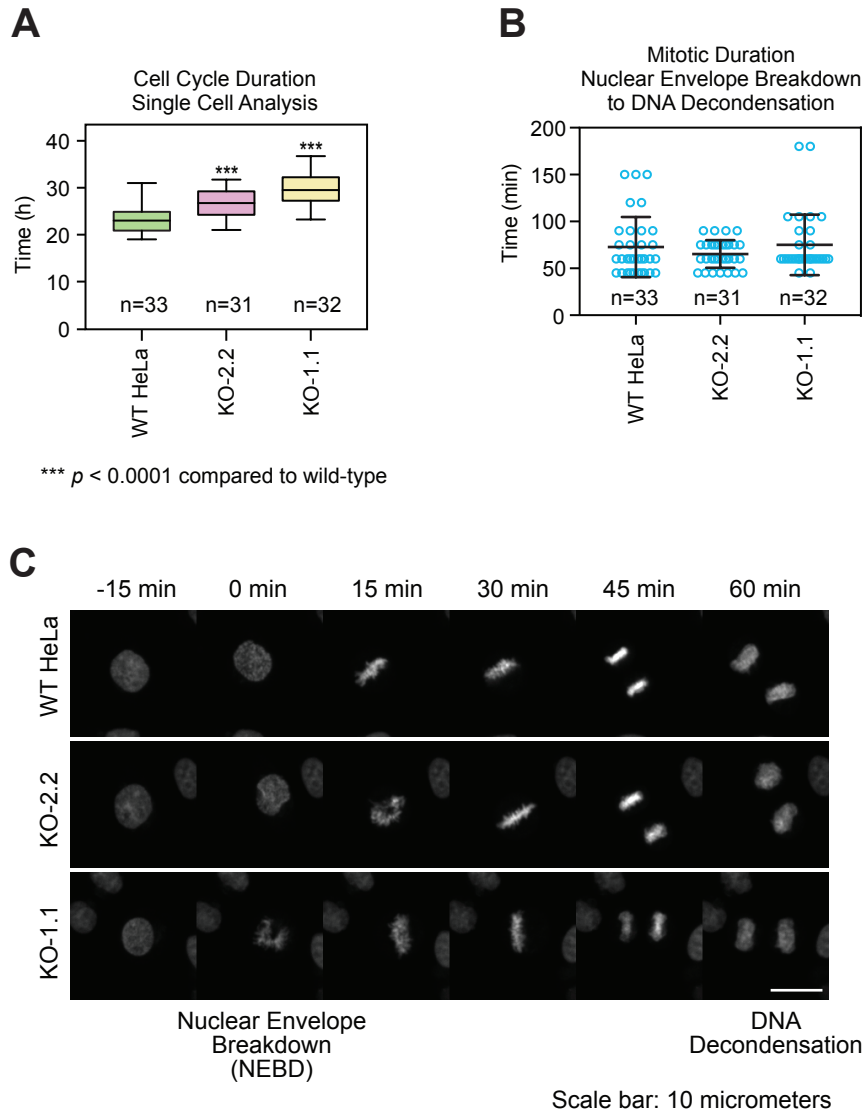 A
Cell Cycle Duration
Single Cell Analysis
Time (h)
40
30
20
10
0
***
***
n=33
n=31
n=32
WT HeLa
KO-2.2
KO-1.1
*** p < 0.0001 compared to wild-type
B
Mitotic Duration
Nuclear Envelope Breakdown
to DNA Decondensation
Time (min)
200
150
100
50
0
n=33
n=31
n=32
WT HeLa
KO-2.2
KO-1.1
C
-15 min
0 min
15 min
30 min
45 min
60 min
WT HeLa
KO-2.2
KO-1.1
Nuclear Envelope
Breakdown
(NEBD)
DNA
Decondensation
Scale bar: 10 micrometers